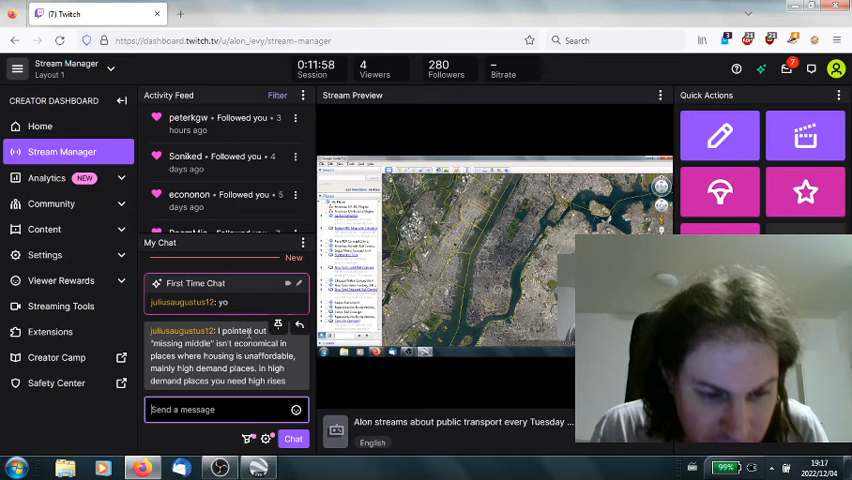 (7) Twitch
https://dashboard.twitch.tv/u/alon_levy/stream-manager
Search
Stream Manager
Layout 1
0:11:58
Session
4
Viewers
280
Followers
–
Bitrate
7
CREATOR DASHBOARD
Home
Stream Manager
Analytics NEW
Community
Content
Settings
Viewer Rewards
Streaming Tools
Extensions
Creator Camp
Safety Center
Activity Feed
Filter
peterkgw • Followed you • 3
hours ago
Soniked • Followed you • 4
days ago
econonon • Followed you • 5
days ago
My Chat
New
First Time Chat
juliusaugustus12: yo
juliusaugustus12: I pointed out
"missing middle" isn't economical in
places where housing is unaffordable,
mainly high demand places. in high
demand places you need high rises
Send a message
Chat
Stream Preview
Alon streams about public transport every Tuesday ...
English
Quick Actions
99%
19:17
2022/12/04